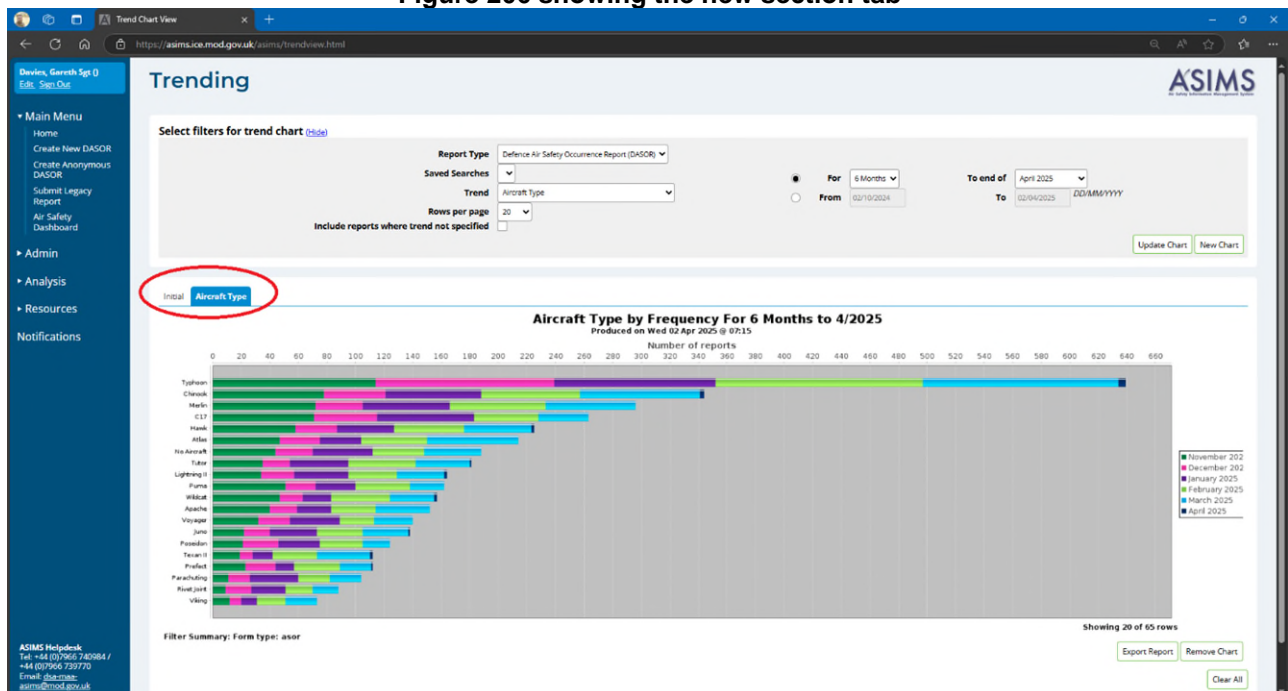 Figure 200 showing the new section tab
Trend Chart View
https://asims.ice.mod.gov.uk/asims/trendview.html
Davies, Gareth Sgt ()
Edit Sign Out
Main Menu
Home
Create New DASOR
Create Anonymous
DASOR
Submit Legacy
Report
Air Safety
Dashboard
Admin
Analysis
Resources
Notifications
ASIMS Helpdesk
Tel: +44 (0)7966 740984 /
+44 (0)7966 739770
Email: dsa-maa-
asims@mod.gov.uk
Trending
ASIMS
Air Safety Information Management System
Select filters for trend chart (Hide)
Report Type Defence Air Safety Occurrence Report (DASOR)
Saved Searches
Trend Aircraft Type
Rows per page 20
Include reports where trend not specified
For 6 Months To end of April 2025
From 02/10/2024 To 02/04/2025 DD/MM/YYYY
Update Chart New Chart
Initial Aircraft Type
Aircraft Type by Frequency For 6 Months to 4/2025
Produced on Wed 02 Apr 2025 @ 07:15
Number of reports
0 20 40 60 80 100 120 140 160 180 200 220 240 260 280 300 320 340 360 380 400 420 440 460 480 500 520 540 560 580 600 620 640 660
Typhoon
Chinook
Merlin
C17
Hawk
Atlas
No Aircraft
Tutor
Lightning II
Puma
Wildcat
Apache
Voyager
Juno
Poseidon
Texan II
Prefect
Parachuting
Rivet Joint
Viking
November 202
December 202
January 2025
February 2025
March 2025
April 2025
Showing 20 of 65 rows
Filter Summary: Form type: asor
Export Report Remove Chart
Clear All